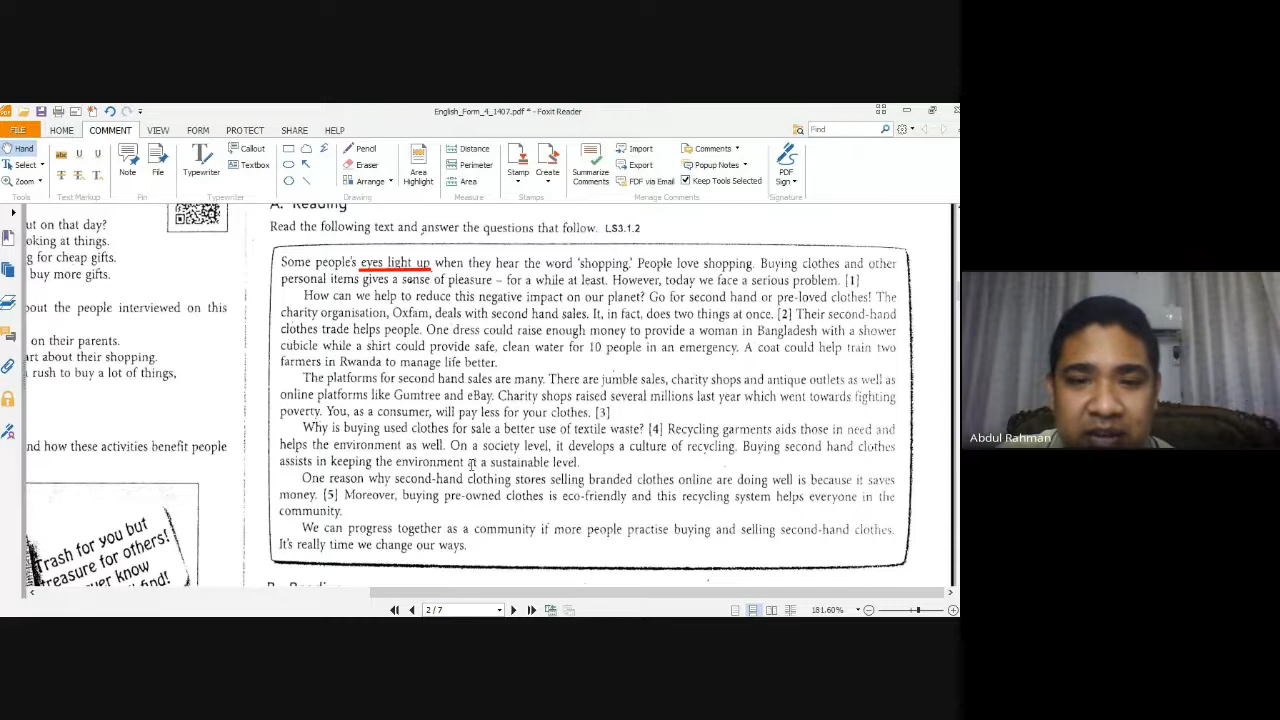 English_Form_4_1407.pdf * - Foxit Reader
FILE HOME COMMENT VIEW FORM PROTECT SHARE HELP
Find
Hand
Select
Zoom
Tools
Text Markup
Note
File
Pin
Typewriter
Callout
Textbox
Typewriter
Pencil
Eraser
Arrange
Drawing
Area Highlight
Distance
Perimeter
Area
Measure
Stamp
Create
Stamps
Summarize Comments
Import
Export
PDF via Email
Comments
Popup Notes
Keep Tools Selected
Manage Comments
PDF Sign
Signature
ut on that day?
oking at things.
g for cheap gifts.
buy more gifts.
bout the people interviewed on this
on their parents.
art about their shopping.
rush to buy a lot of things,
nd how these activities benefit people
Trash for you but
treasure for others!
ver know
find!
A. Reading
Read the following text and answer the questions that follow. LS3.1.2
Some people's eyes light up when they hear the word 'shopping.' People love shopping. Buying clothes and other
personal items gives a sense of pleasure – for a while at least. However, today we face a serious problem. [1]
How can we help to reduce this negative impact on our planet? Go for second hand or pre-loved clothes! The
charity organisation, Oxfam, deals with second hand sales. It, in fact, does two things at once. [2] Their second-hand
clothes trade helps people. One dress could raise enough money to provide a woman in Bangladesh with a shower
cubicle while a shirt could provide safe, clean water for 10 people in an emergency. A coat could help train two
farmers in Rwanda to manage life better.
The platforms for second hand sales are many. There are jumble sales, charity shops and antique outlets as well as
online platforms like Gumtree and eBay. Charity shops raised several millions last year which went towards fighting
poverty. You, as a consumer, will pay less for your clothes. [3]
Why is buying used clothes for sale a better use of textile waste? [4] Recycling garments aids those in need and
helps the environment as well. On a society level, it develops a culture of recycling. Buying second hand clothes
assists in keeping the environment at a sustainable level.
One reason why second-hand clothing stores selling branded clothes online are doing well is because it saves
money. [5] Moreover, buying pre-owned clothes is eco-friendly and this recycling system helps everyone in the
community.
We can progress together as a community if more people practise buying and selling second-hand clothes.
It's really time we change our ways.
2 / 7
181.60%
Abdul Rahman